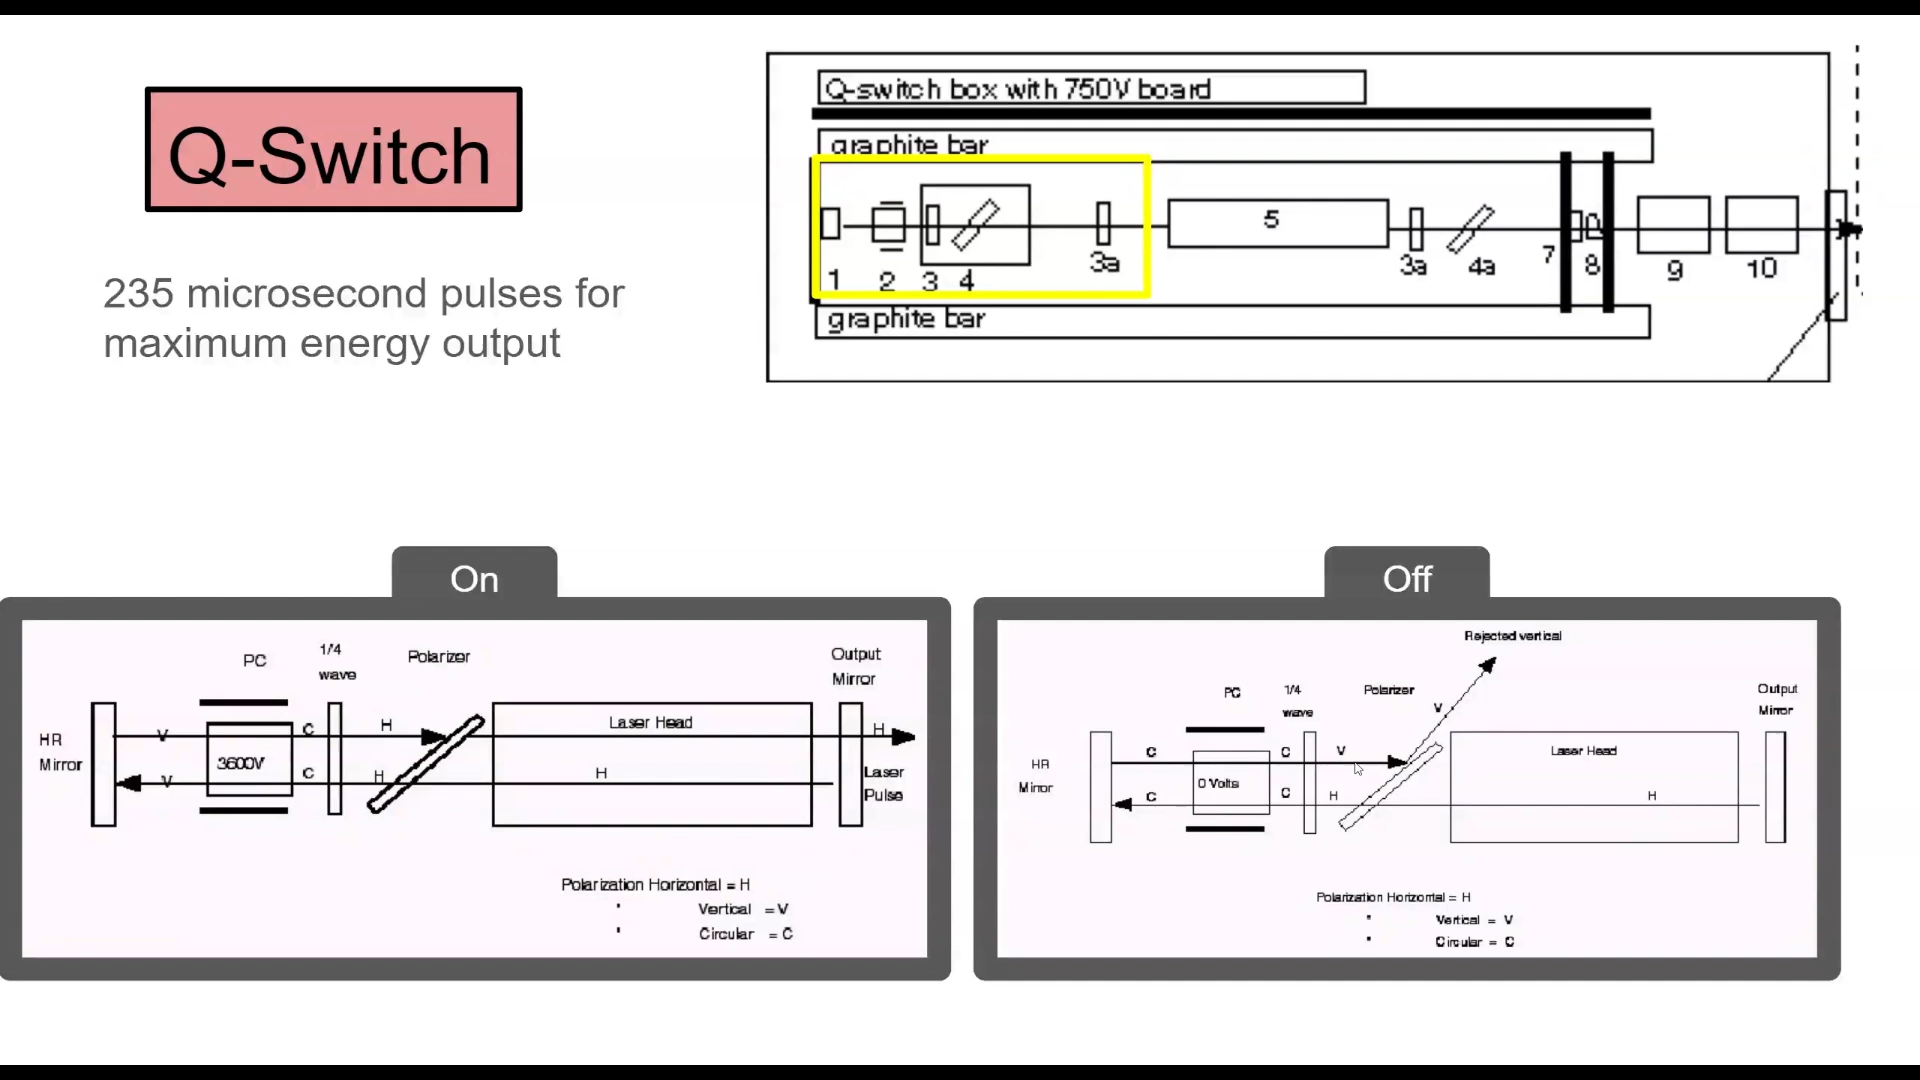 Q-Switch
235 microsecond pulses for
maximum energy output
Q-switch box with 750V board
graphite bar
5
3a
3a
4a
7
8
9
10
1
2
3
4
graphite bar
On
PC
1/4
wave
Polarizer
Output
Mirror
HR
Mirror
V
C
H
Laser Head
H
3600V
V
C
H
H
Laser
Pulse
Polarization Horizontal = H
" Vertical = V
" Circular = C
Off
Rejected vertical
PC
1/4
wave
Polarizer
V
Output
Mirror
HR
Mirror
C
C
V
Laser Head
0 Volts
C
C
H
H
Polarization Horizontal = H
" Vertical = V
" Circular = C